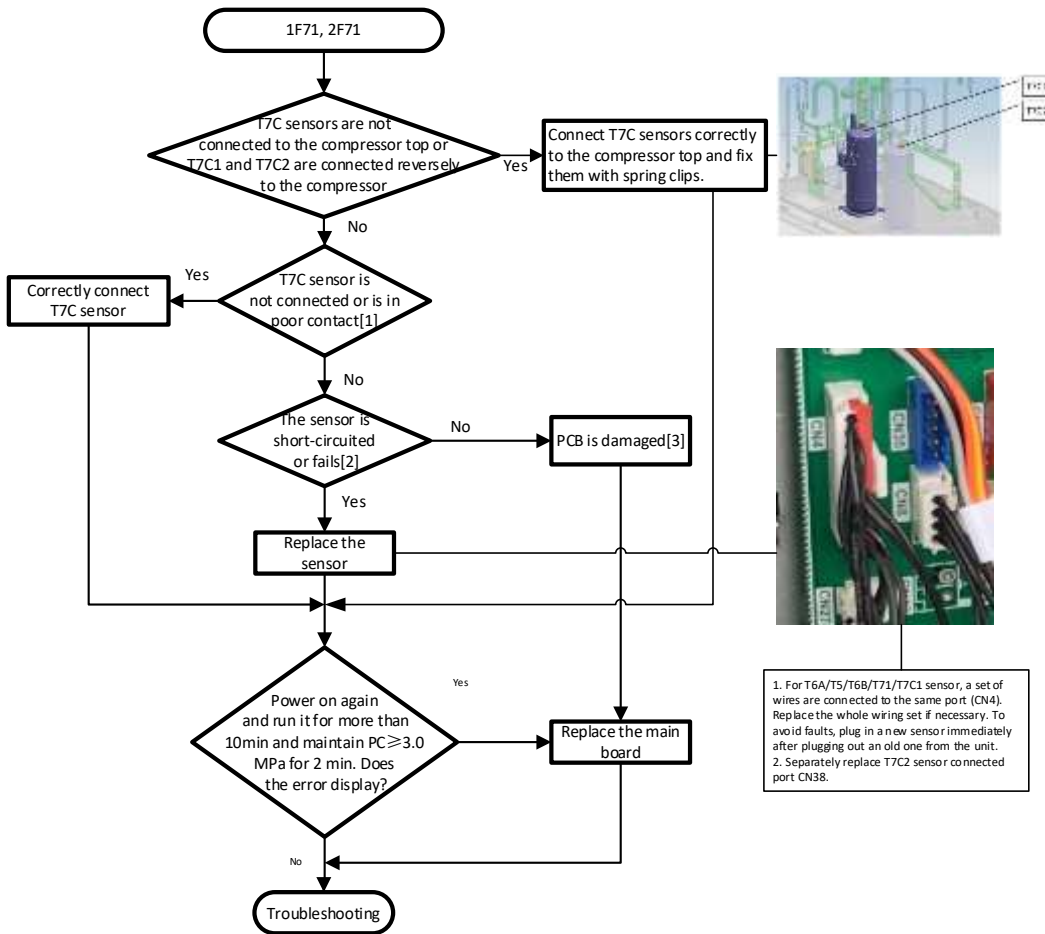 1F71, 2F71
T7C sensors are not
connected to the compressor top or
T7C1 and T7C2 are connected reversely
to the compressor
Yes
Connect T7C sensors correctly
to the compressor top and fix
them with spring clips.
No
T7C sensor is
not connected or is in
poor contact[1]
Yes
Correctly connect
T7C sensor
No
The sensor is
short-circuited
or fails[2]
No
PCB is damaged[3]
Yes
Replace the
sensor
CN4
CN38
Power on again
and run it for more than
10min and maintain PC≥3.0
MPa for 2 min. Does
the error display?
Yes
Replace the main
board
1. For T6A/T5/T6B/T71/T7C1 sensor, a set of
wires are connected to the same port (CN4).
Replace the whole wiring set if necessary. To
avoid faults, plug in a new sensor immediately
after plugging out an old one from the unit.
2. Separately replace T7C2 sensor connected
port CN38.
No
Troubleshooting